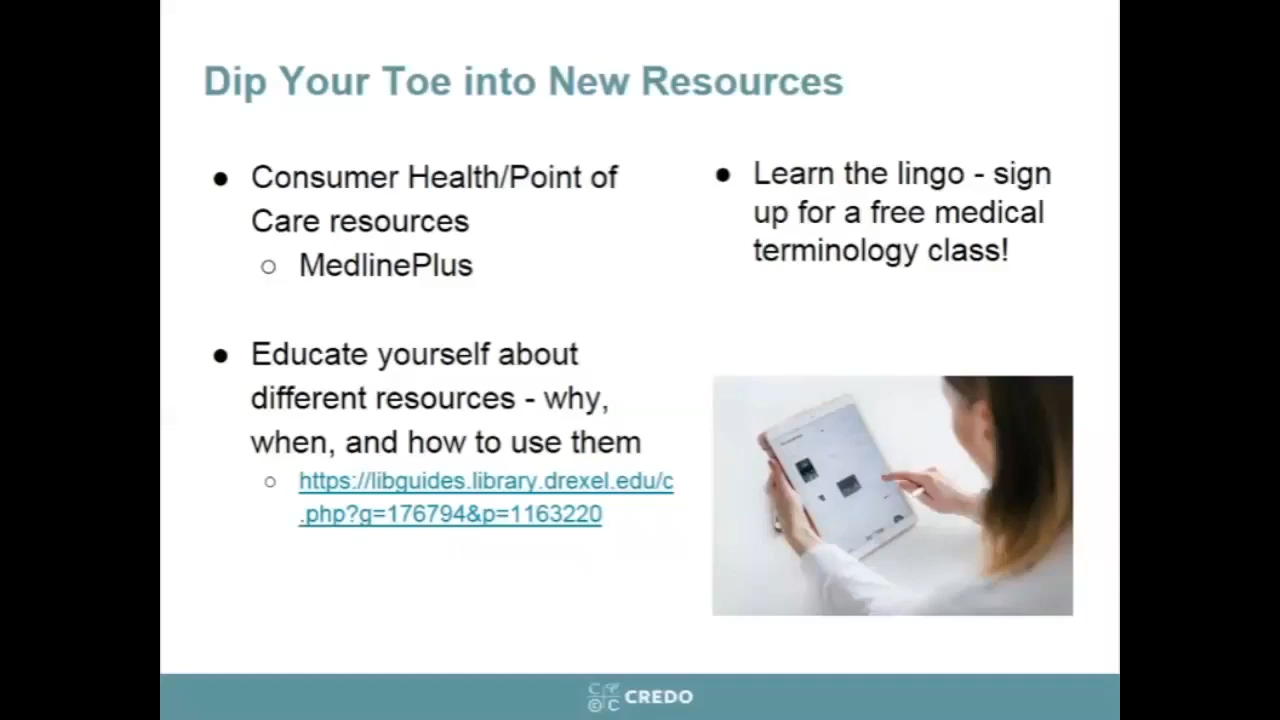 Dip Your Toe into New Resources
● Consumer Health/Point of
Care resources
○ MedlinePlus
● Educate yourself about
different resources - why,
when, and how to use them
○ https://libguides.library.drexel.edu/c
.php?g=176794&p=1163220
● Learn the lingo - sign
up for a free medical
terminology class!
CREDO